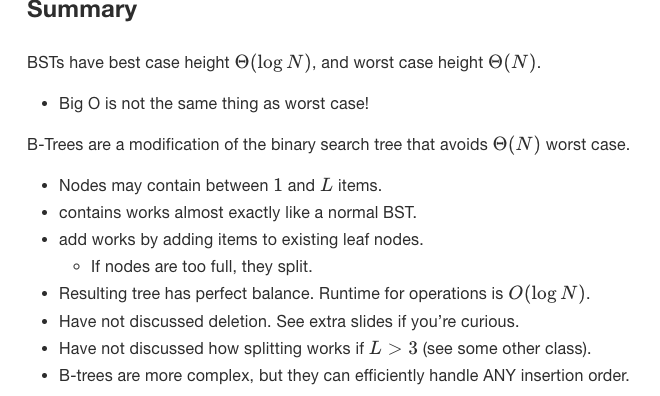 Summary
BSTs have best case height Θ(log N), and worst case height Θ(N).
• Big O is not the same thing as worst case!
B-Trees are a modification of the binary search tree that avoids Θ(N) worst case.
• Nodes may contain between 1 and L items.
• contains works almost exactly like a normal BST.
• add works by adding items to existing leaf nodes.
◦ If nodes are too full, they split.
• Resulting tree has perfect balance. Runtime for operations is O(log N).
• Have not discussed deletion. See extra slides if you’re curious.
• Have not discussed how splitting works if L > 3 (see some other class).
• B-trees are more complex, but they can efficiently handle ANY insertion order.